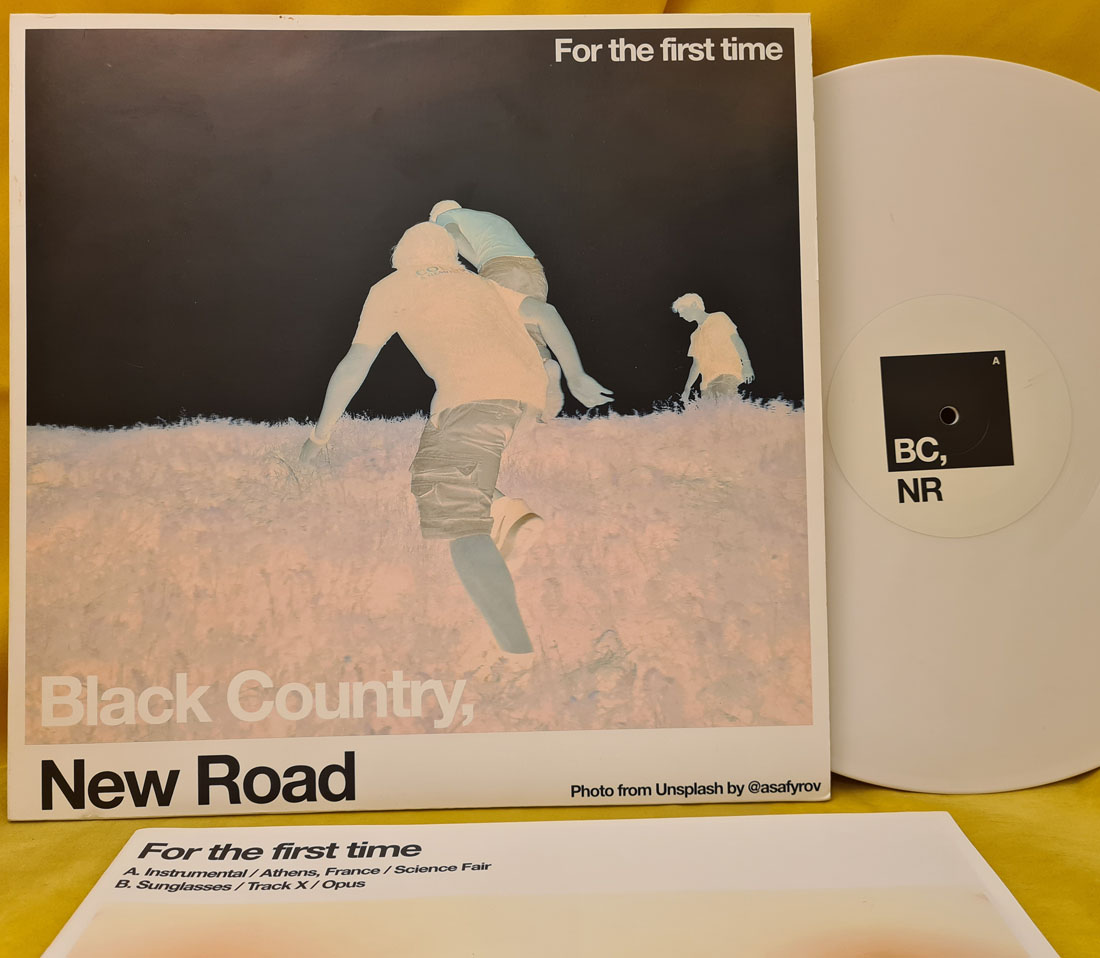 For the first time
Black Country,
New Road
Photo from Unsplash by @asafyrov
A
BC,
NR
For the first time
A. Instrumental / Athens, France / Science Fair
B. Sunglasses / Track X / Opus